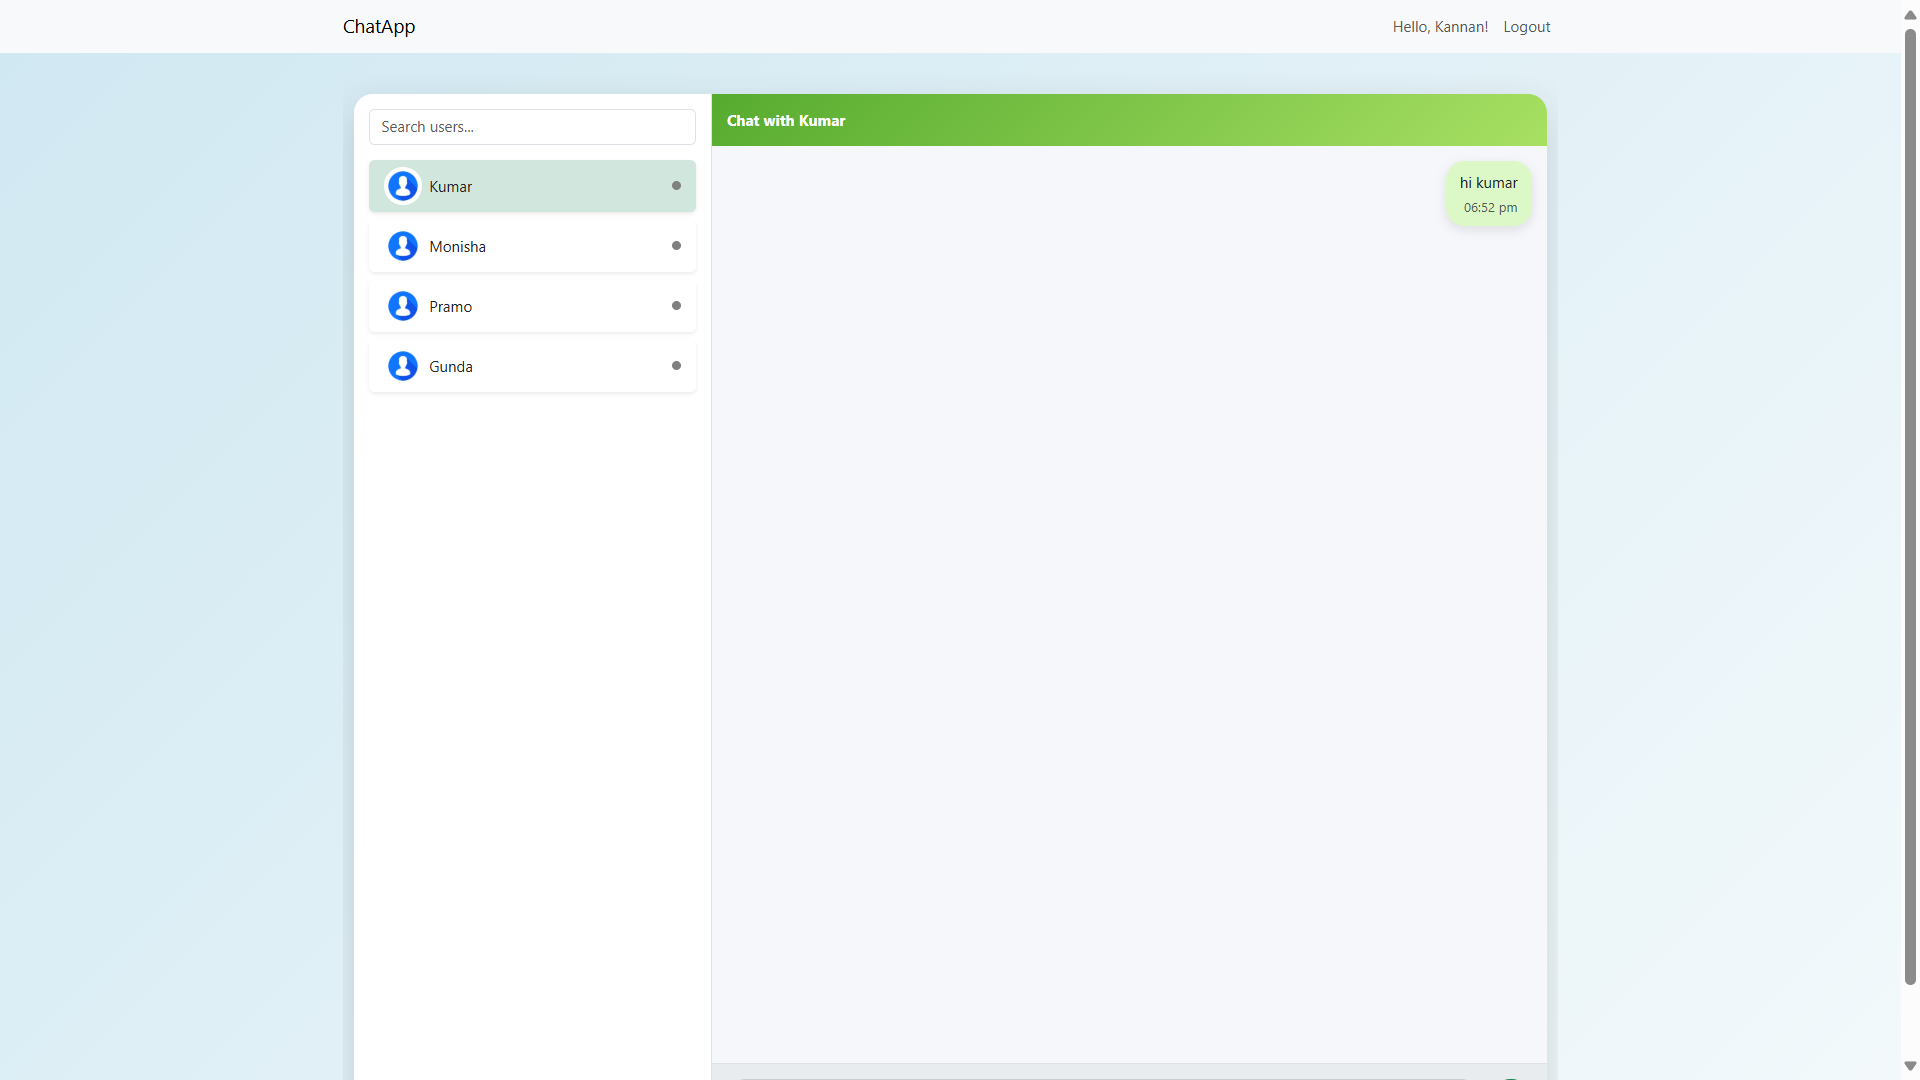 ChatApp
Hello, Kannan! Logout
Search users...
Kumar
Monisha
Pramo
Gunda
Chat with Kumar
hi kumar
06:52 pm